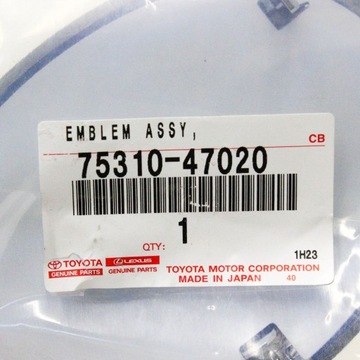 EMBLEM ASSY,
CB
75310-47020
QTY: 1
1H23
TOYOTA LEXUS
GENUINE PARTS GENUINE PARTS
TOYOTA MOTOR CORPORATION
MADE IN JAPAN 40